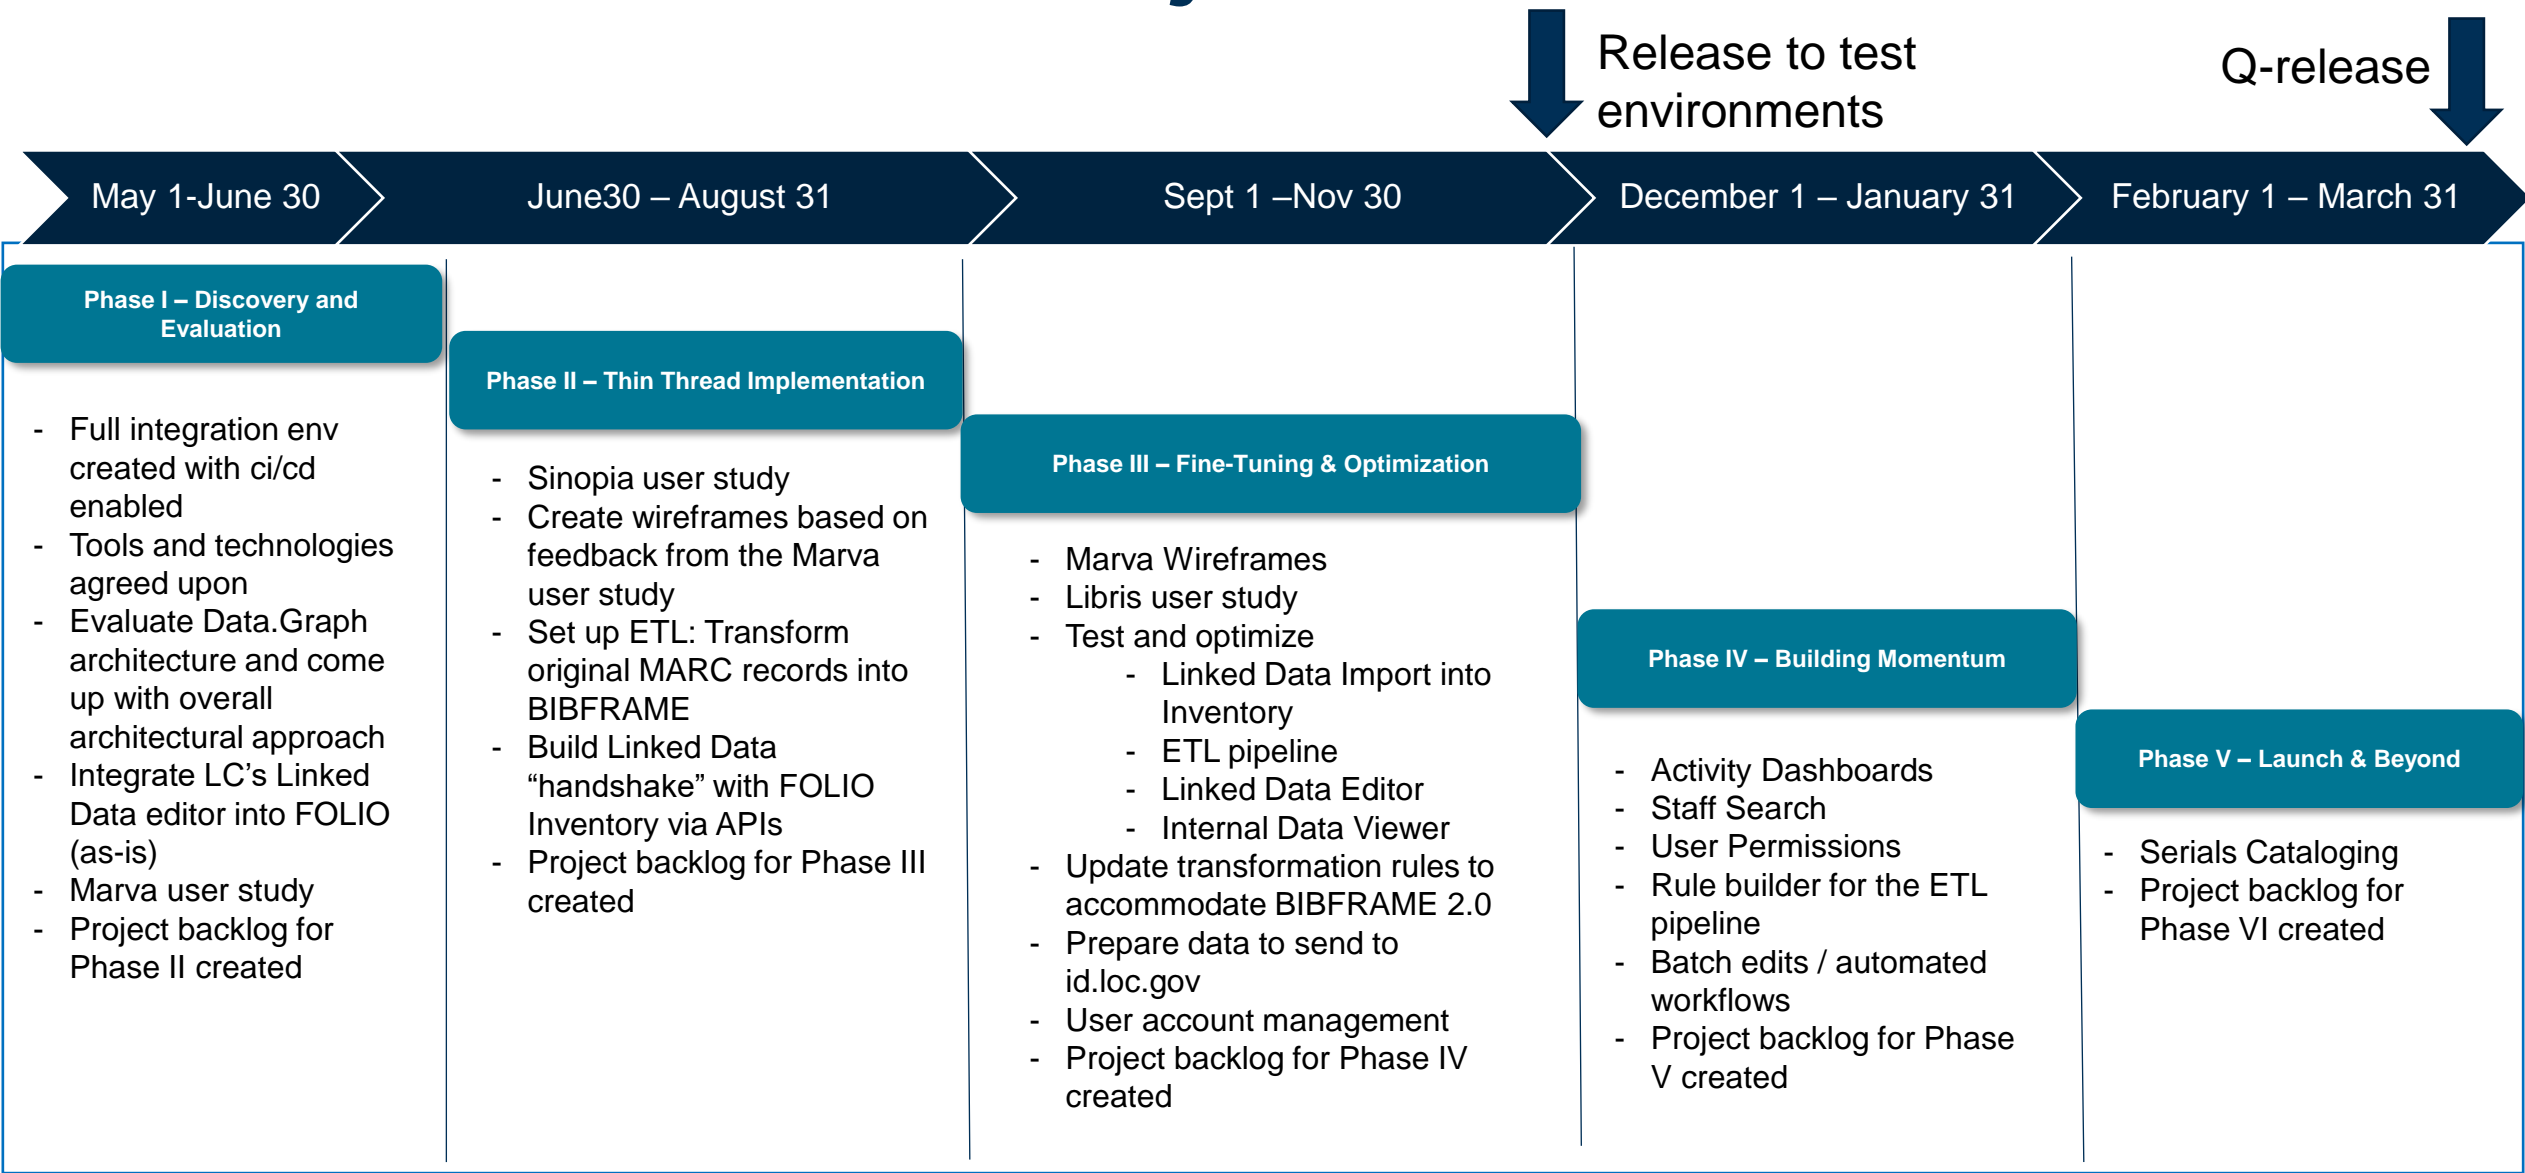 Release to test
environments
Q-release
May 1-June 30
June30 – August 31
Sept 1 –Nov 30
December 1 – January 31
February 1 – March 31
Phase I – Discovery and
Evaluation
- Full integration env
created with ci/cd
enabled
- Tools and technologies
agreed upon
- Evaluate Data.Graph
architecture and come
up with overall
architectural approach
- Integrate LC’s Linked
Data editor into FOLIO
(as-is)
- Marva user study
- Project backlog for
Phase II created
Phase II – Thin Thread Implementation
- Sinopia user study
- Create wireframes based on
feedback from the Marva
user study
- Set up ETL: Transform
original MARC records into
BIBFRAME
- Build Linked Data
“handshake” with FOLIO
Inventory via APIs
- Project backlog for Phase III
created
Phase III – Fine-Tuning & Optimization
- Marva Wireframes
- Libris user study
- Test and optimize
- Linked Data Import into
Inventory
- ETL pipeline
- Linked Data Editor
- Internal Data Viewer
- Update transformation rules to
accommodate BIBFRAME 2.0
- Prepare data to send to
id.loc.gov
- User account management
- Project backlog for Phase IV
created
Phase IV – Building Momentum
- Activity Dashboards
- Staff Search
- User Permissions
- Rule builder for the ETL
pipeline
- Batch edits / automated
workflows
- Project backlog for Phase
V created
Phase V – Launch & Beyond
- Serials Cataloging
- Project backlog for
Phase VI created